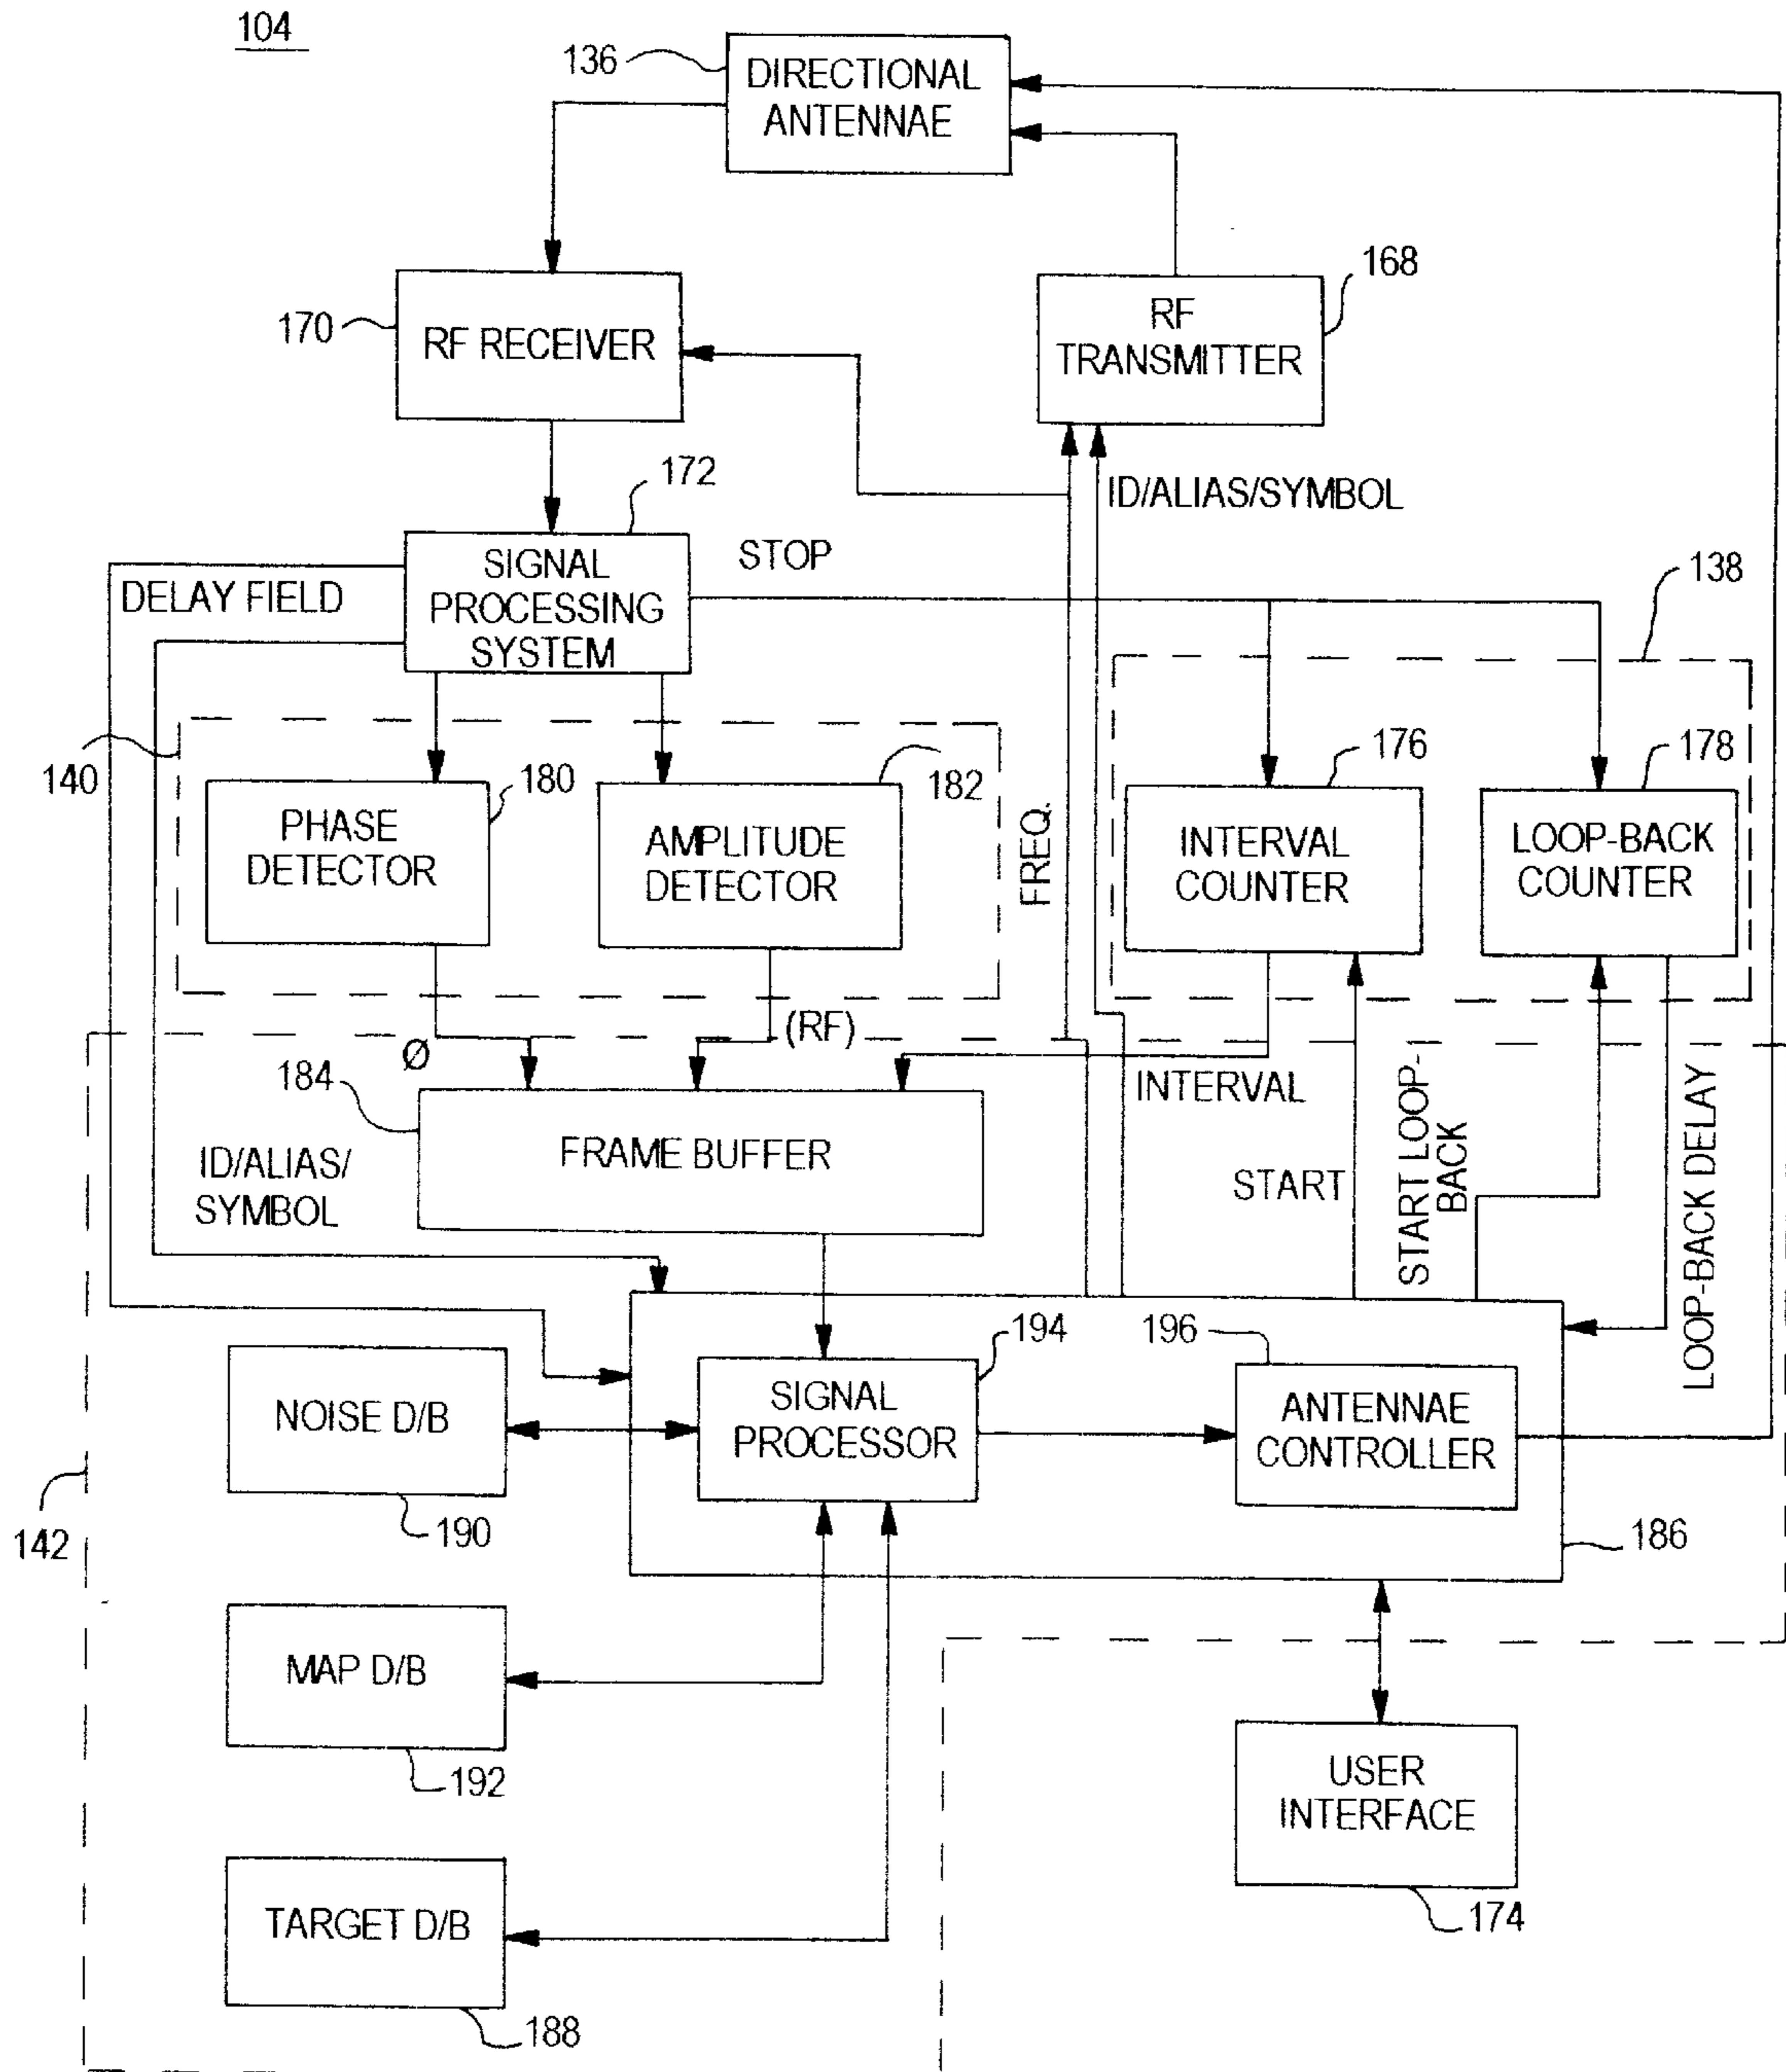 104
136
DIRECTIONAL
ANTENNAE
168
RF
TRANSMITTER
170
RF RECEIVER
172
SIGNAL
PROCESSING
SYSTEM
STOP
ID/ALIAS/SYMBOL
DELAY FIELD
138
140
180
182
176
178
PHASE
DETECTOR
AMPLITUDE
DETECTOR
FREQ.
INTERVAL
COUNTER
LOOP-BACK
COUNTER
Ø
(RF)
184
INTERVAL
FRAME BUFFER
ID/ALIAS/
SYMBOL
START
START LOOP-
BACK
LOOP-BACK DELAY
194
196
NOISE D/B
SIGNAL
PROCESSOR
ANTENNAE
CONTROLLER
142
190
186
MAP D/B
192
USER
INTERFACE
TARGET D/B
174
188